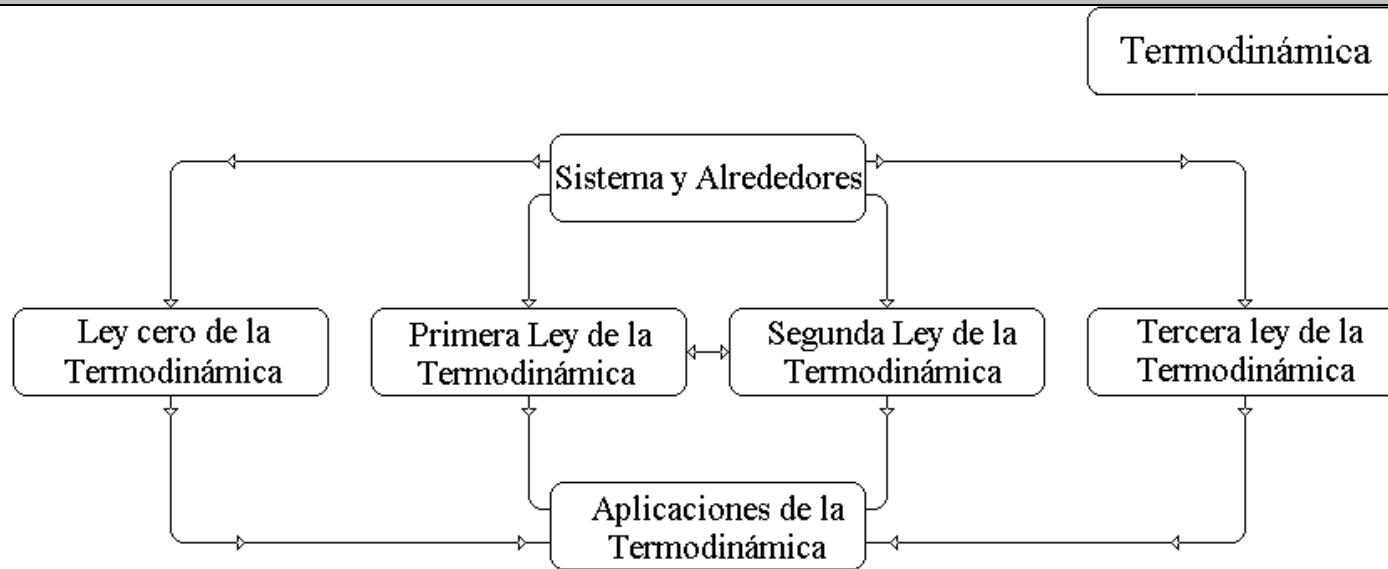 Termodinámica
Sistema y Alrededores
Ley cero de la
Termodinámica
Primera Ley de la
Termodinámica
Segunda Ley de la
Termodinámica
Tercera ley de la
Termodinámica
Aplicaciones de la
Termodinámica